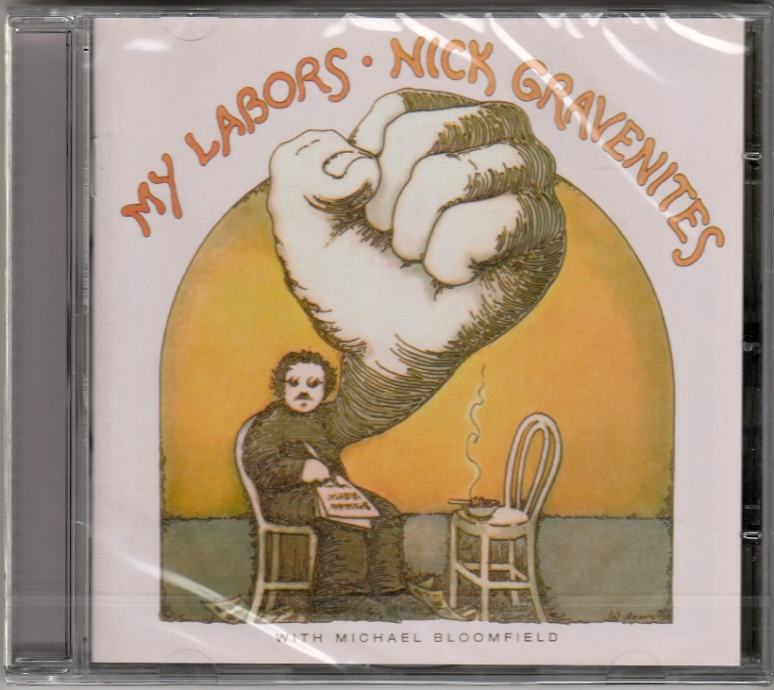 MY LABORS • NICK GRAVENITES
WITH MICHAEL BLOOMFIELD